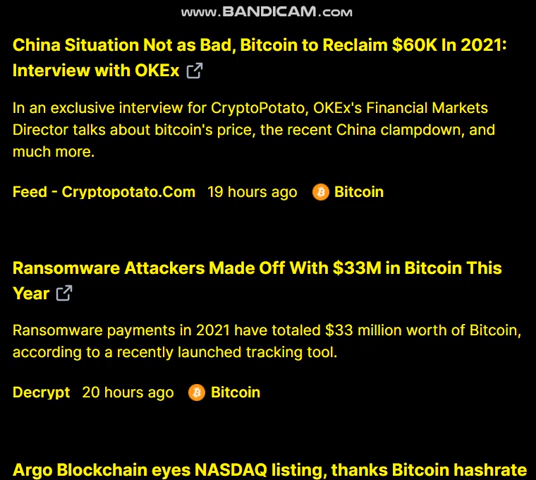 www.BANDICAM.com
China Situation Not as Bad, Bitcoin to Reclaim $60K In 2021:
Interview with OKEx
In an exclusive interview for CryptoPotato, OKEx's Financial Markets
Director talks about bitcoin's price, the recent China clampdown, and
much more.
Feed - Cryptopotato.Com 19 hours ago Bitcoin
Ransomware Attackers Made Off With $33M in Bitcoin This
Year
Ransomware payments in 2021 have totaled $33 million worth of Bitcoin,
according to a recently launched tracking tool.
Decrypt 20 hours ago Bitcoin
Argo Blockchain eyes NASDAQ listing, thanks Bitcoin hashrate